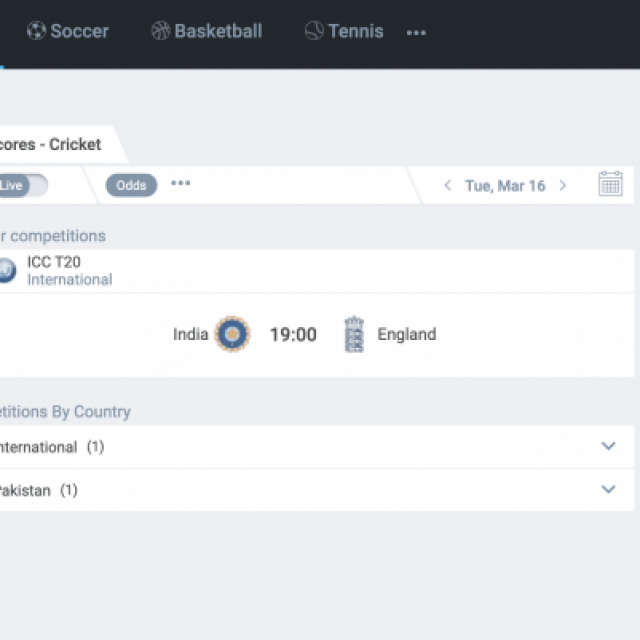 Soccer Basketball Tennis •••
cores - Cricket
Live Odds ••• < Tue, Mar 16 >
r competitions
ICC T20
International
India 19:00 England
etitions By Country
nternational (1)
Pakistan (1)